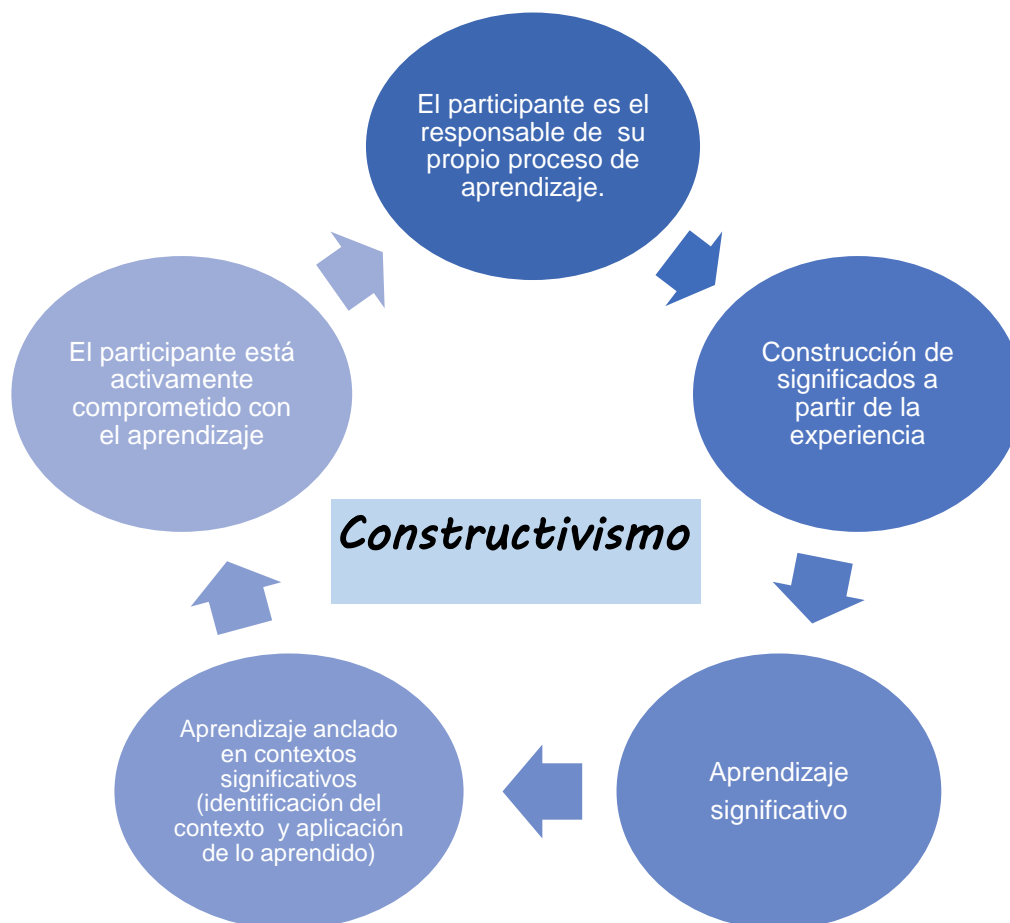 El participante es el
responsable de su
propio proceso de
aprendizaje.
Construcción de
significados a
partir de la
experiencia
Aprendizaje
significativo
Aprendizaje anclado
en contextos
significativos
(identificación del
contexto y aplicación
de lo aprendido)
El participante está
activamente
comprometido con
el aprendizaje
Constructivismo